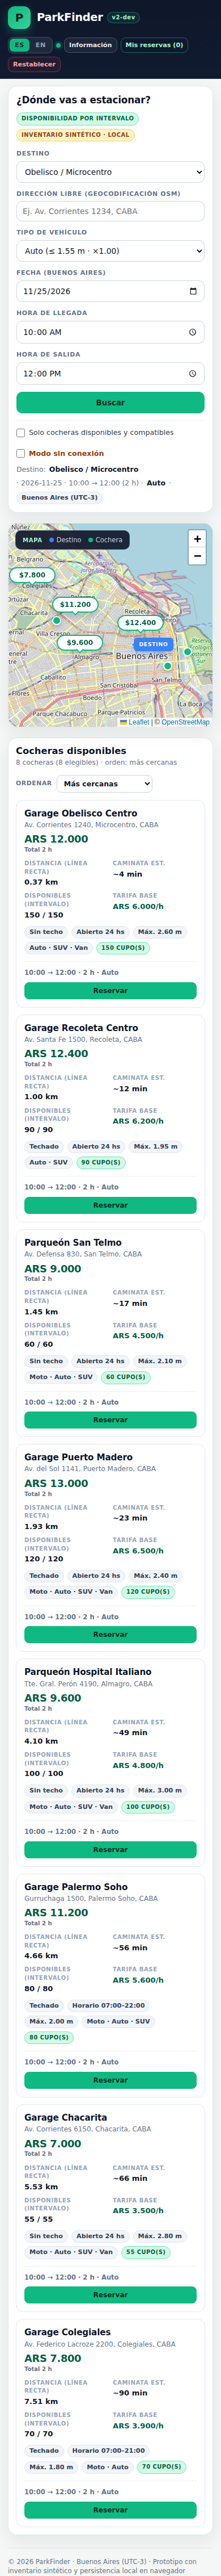 P ParkFinder v2-dev
ES EN Información Mis reservas (0)
Restablecer
¿Dónde vas a estacionar?
DISPONIBILIDAD POR INTERVALO
INVENTARIO SINTÉTICO · LOCAL
DESTINO
Obelisco / Microcentro
DIRECCIÓN LIBRE (GEOCODIFICACIÓN OSM)
Ej. Av. Corrientes 1234, CABA
TIPO DE VEHÍCULO
Auto (≤ 1.55 m · ×1.00)
FECHA (BUENOS AIRES)
11/25/2026
HORA DE LLEGADA
10:00 AM
HORA DE SALIDA
12:00 PM
Buscar
Solo cocheras disponibles y compatibles
Modo sin conexión
Destino: Obelisco / Microcentro
· 2026-11-25 · 10:00 → 12:00 (2 h) · Auto ·
Buenos Aires (UTC-3)
MAPA Destino Cochera
+
−
Belgrano
$7.800
Colegiales
Chacarita
$11.200
Recoleta
$12.400
Villa Crespo
$9.600
DESTINO
Almagro
Buenos Aires
Caballito
San Telmo
San Cristóbal
Flores
Boedo
La Boca
Parque Chacabuco
Parque Patricios
Leaflet | © OpenStreetMap
Cocheras disponibles
8 cocheras (8 elegibles) · orden: más cercanas
ORDENAR Más cercanas
Garage Obelisco Centro
Av. Corrientes 1240, Microcentro, CABA
ARS 12.000
Total 2 h
DISTANCIA (LÍNEA RECTA)
0.37 km
CAMINATA EST.
~4 min
DISPONIBLES (INTERVALO)
150 / 150
TARIFA BASE
ARS 6.000/h
Sin techo Abierto 24 hs Máx. 2.60 m
Auto · SUV · Van 150 CUPO(S)
10:00 → 12:00 · 2 h · Auto
Reservar
Garage Recoleta Centro
Av. Santa Fe 1500, Recoleta, CABA
ARS 12.400
Total 2 h
DISTANCIA (LÍNEA RECTA)
1.00 km
CAMINATA EST.
~12 min
DISPONIBLES (INTERVALO)
90 / 90
TARIFA BASE
ARS 6.200/h
Techado Abierto 24 hs Máx. 1.95 m
Auto · SUV 90 CUPO(S)
10:00 → 12:00 · 2 h · Auto
Reservar
Parqueón San Telmo
Av. Defensa 830, San Telmo, CABA
ARS 9.000
Total 2 h
DISTANCIA (LÍNEA RECTA)
1.45 km
CAMINATA EST.
~17 min
DISPONIBLES (INTERVALO)
60 / 60
TARIFA BASE
ARS 4.500/h
Sin techo Abierto 24 hs Máx. 2.10 m
Moto · Auto · SUV 60 CUPO(S)
10:00 → 12:00 · 2 h · Auto
Reservar
Garage Puerto Madero
Av. del Sol 1141, Puerto Madero, CABA
ARS 13.000
Total 2 h
DISTANCIA (LÍNEA RECTA)
1.93 km
CAMINATA EST.
~23 min
DISPONIBLES (INTERVALO)
120 / 120
TARIFA BASE
ARS 6.500/h
Techado Abierto 24 hs Máx. 2.40 m
Moto · Auto · SUV · Van 120 CUPO(S)
10:00 → 12:00 · 2 h · Auto
Reservar
Parqueón Hospital Italiano
Tte. Gral. Perón 4190, Almagro, CABA
ARS 9.600
Total 2 h
DISTANCIA (LÍNEA RECTA)
4.10 km
CAMINATA EST.
~49 min
DISPONIBLES (INTERVALO)
100 / 100
TARIFA BASE
ARS 4.800/h
Sin techo Abierto 24 hs Máx. 3.00 m
Moto · Auto · SUV · Van 100 CUPO(S)
10:00 → 12:00 · 2 h · Auto
Reservar
Garage Palermo Soho
Gurruchaga 1500, Palermo Soho, CABA
ARS 11.200
Total 2 h
DISTANCIA (LÍNEA RECTA)
4.66 km
CAMINATA EST.
~56 min
DISPONIBLES (INTERVALO)
80 / 80
TARIFA BASE
ARS 5.600/h
Techado Horario 07:00–22:00
Máx. 2.00 m Moto · Auto · SUV
80 CUPO(S)
10:00 → 12:00 · 2 h · Auto
Reservar
Garage Chacarita
Av. Corrientes 6150, Chacarita, CABA
ARS 7.000
Total 2 h
DISTANCIA (LÍNEA RECTA)
5.53 km
CAMINATA EST.
~66 min
DISPONIBLES (INTERVALO)
55 / 55
TARIFA BASE
ARS 3.500/h
Sin techo Abierto 24 hs Máx. 2.80 m
Moto · Auto · SUV · Van 55 CUPO(S)
10:00 → 12:00 · 2 h · Auto
Reservar
Garage Colegiales
Av. Federico Lacroze 2200, Colegiales, CABA
ARS 7.800
Total 2 h
DISTANCIA (LÍNEA RECTA)
7.51 km
CAMINATA EST.
~90 min
DISPONIBLES (INTERVALO)
70 / 70
TARIFA BASE
ARS 3.900/h
Techado Horario 07:00–21:00
Máx. 1.80 m Moto · Auto 70 CUPO(S)
10:00 → 12:00 · 2 h · Auto
Reservar
© 2026 ParkFinder · Buenos Aires (UTC-3) · Prototipo con
inventario sintético y persistencia local en navegador